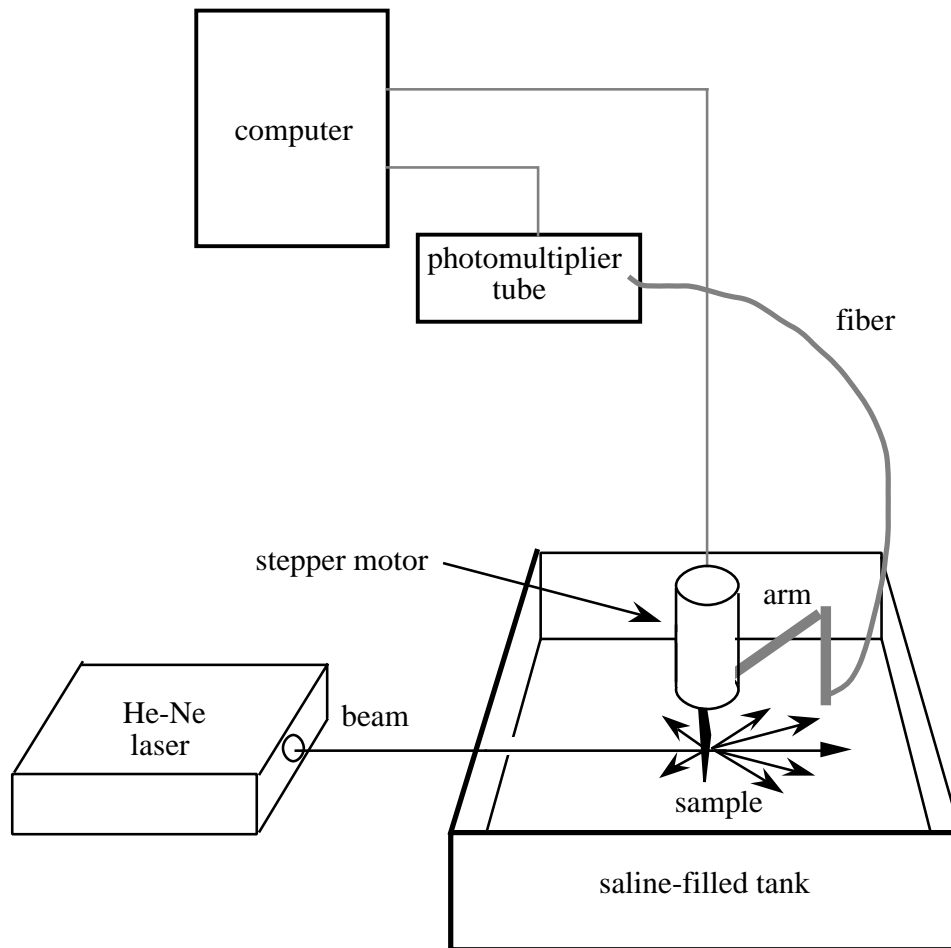 computer
photomultiplier
tube
fiber
stepper motor
arm
He-Ne
laser
beam
sample
saline-filled tank